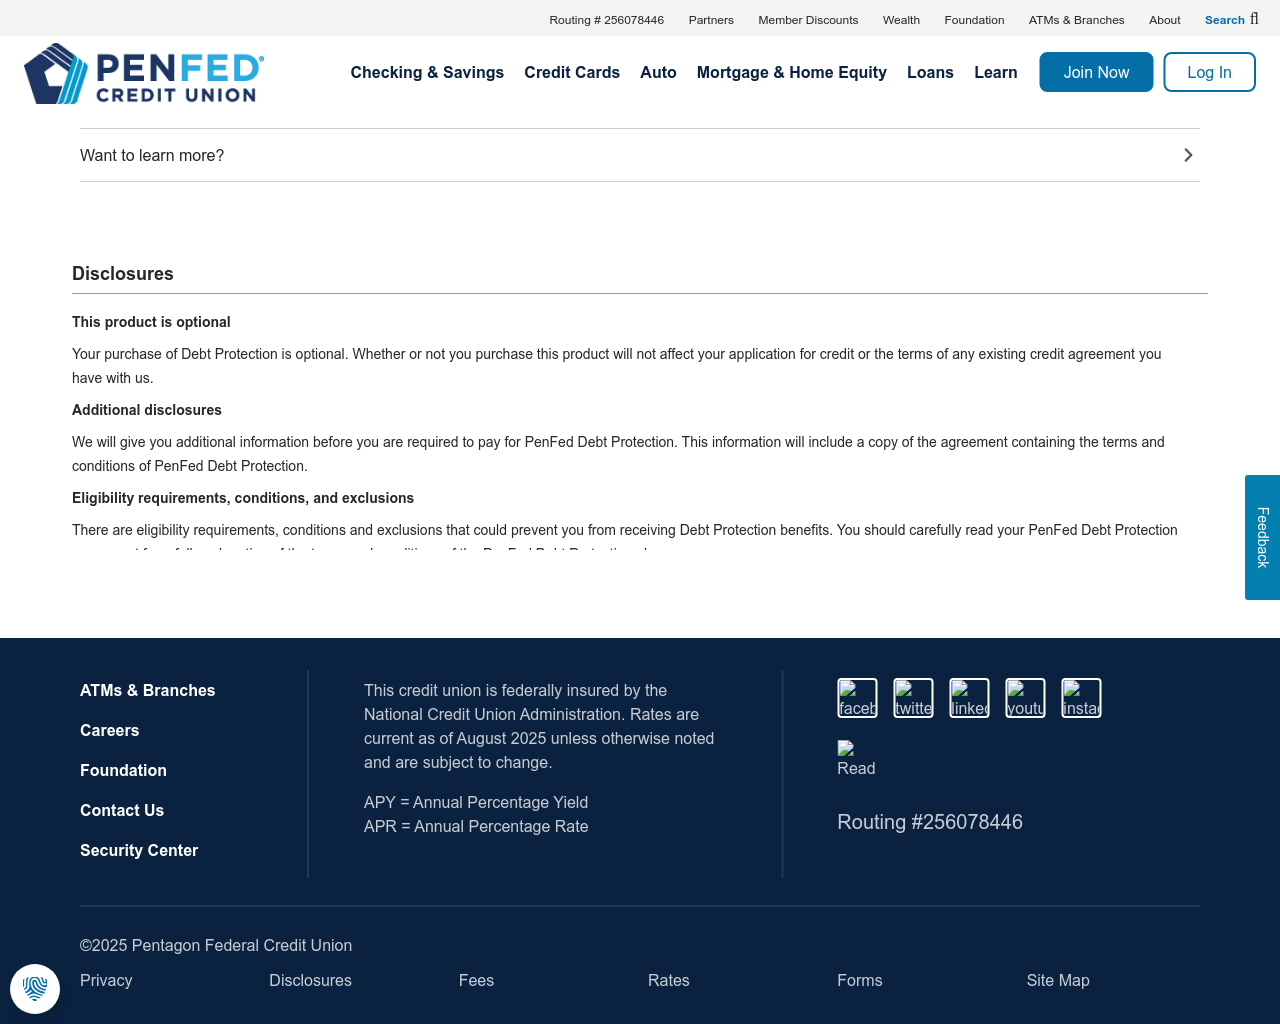 Routing # 256078446 Partners Member Discounts Wealth Foundation ATMs & Branches About Search
PENFED®
CREDIT UNION
Checking & Savings Credit Cards Auto Mortgage & Home Equity Loans Learn Join Now Log In
Want to learn more?
Disclosures
This product is optional
Your purchase of Debt Protection is optional. Whether or not you purchase this product will not affect your application for credit or the terms of any existing credit agreement you
have with us.
Additional disclosures
We will give you additional information before you are required to pay for PenFed Debt Protection. This information will include a copy of the agreement containing the terms and
conditions of PenFed Debt Protection.
Eligibility requirements, conditions, and exclusions
There are eligibility requirements, conditions and exclusions that could prevent you from receiving Debt Protection benefits. You should carefully read your PenFed Debt Protection
Feedback
ATMs & Branches
Careers
Foundation
Contact Us
Security Center
This credit union is federally insured by the
National Credit Union Administration. Rates are
current as of August 2025 unless otherwise noted
and are subject to change.
APY = Annual Percentage Yield
APR = Annual Percentage Rate
faceb twitte linked youtu instag
Read
Routing #256078446
©2025 Pentagon Federal Credit Union
Privacy Disclosures Fees Rates Forms Site Map